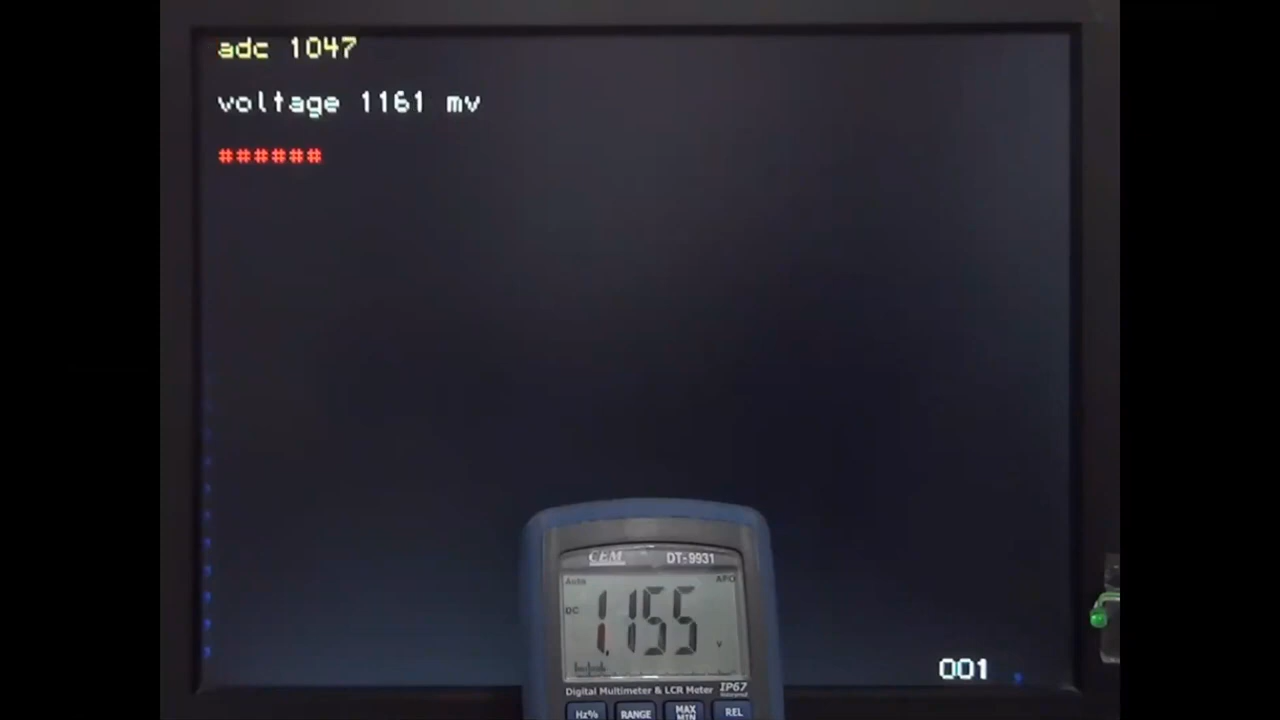 adc 1047
voltage 1161 mv
######
CEM DT-9931
Auto APO
DC 1.155 V
Digital Multimeter & LCR Meter IP67
Hz% RANGE MAX MIN REL
001